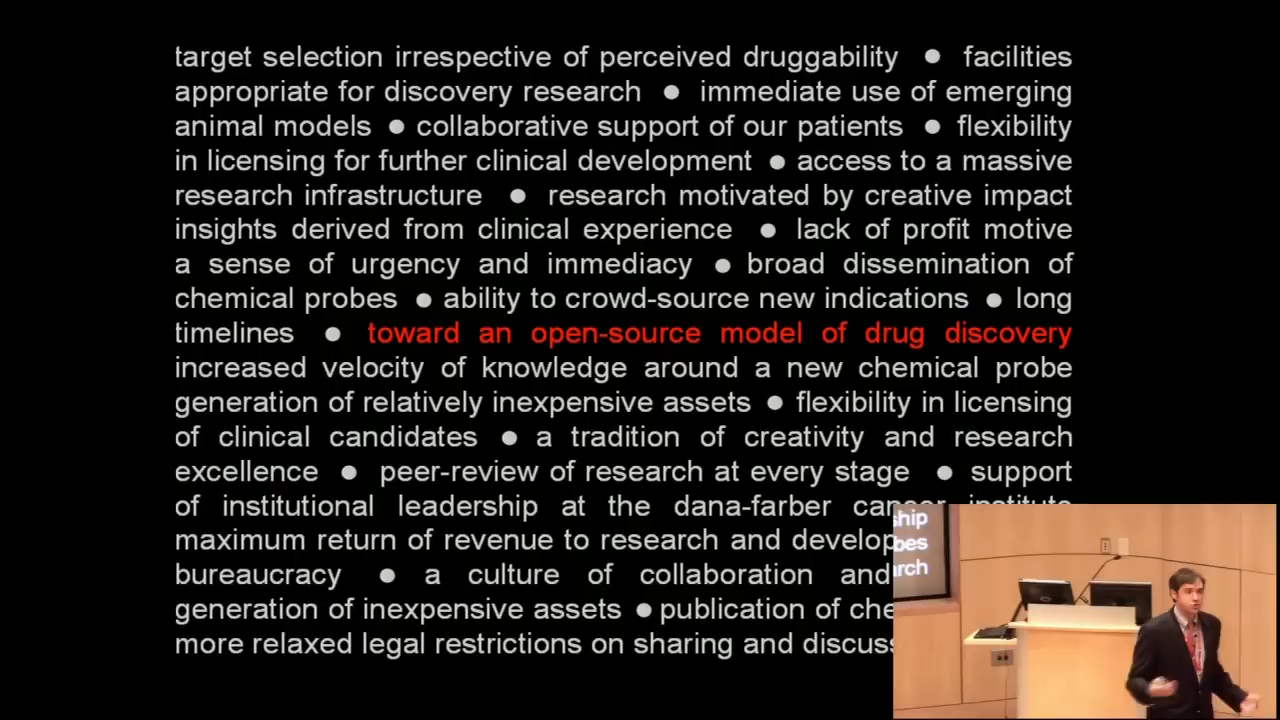 target selection irrespective of perceived druggability ● facilities
appropriate for discovery research ● immediate use of emerging
animal models ● collaborative support of our patients ● flexibility
in licensing for further clinical development ● access to a massive
research infrastructure ● research motivated by creative impact
insights derived from clinical experience ● lack of profit motive
a sense of urgency and immediacy ● broad dissemination of
chemical probes ● ability to crowd-source new indications ● long
timelines ● toward an open-source model of drug discovery
increased velocity of knowledge around a new chemical probe
generation of relatively inexpensive assets ● flexibility in licensing
of clinical candidates ● a tradition of creativity and research
excellence ● peer-review of research at every stage ● support
of institutional leadership at the dana-farber cancer institute
maximum return of revenue to research and develop
bureaucracy ● a culture of collaboration and
generation of inexpensive assets ● publication of che
more relaxed legal restrictions on sharing and discuss
ship
bes
arch